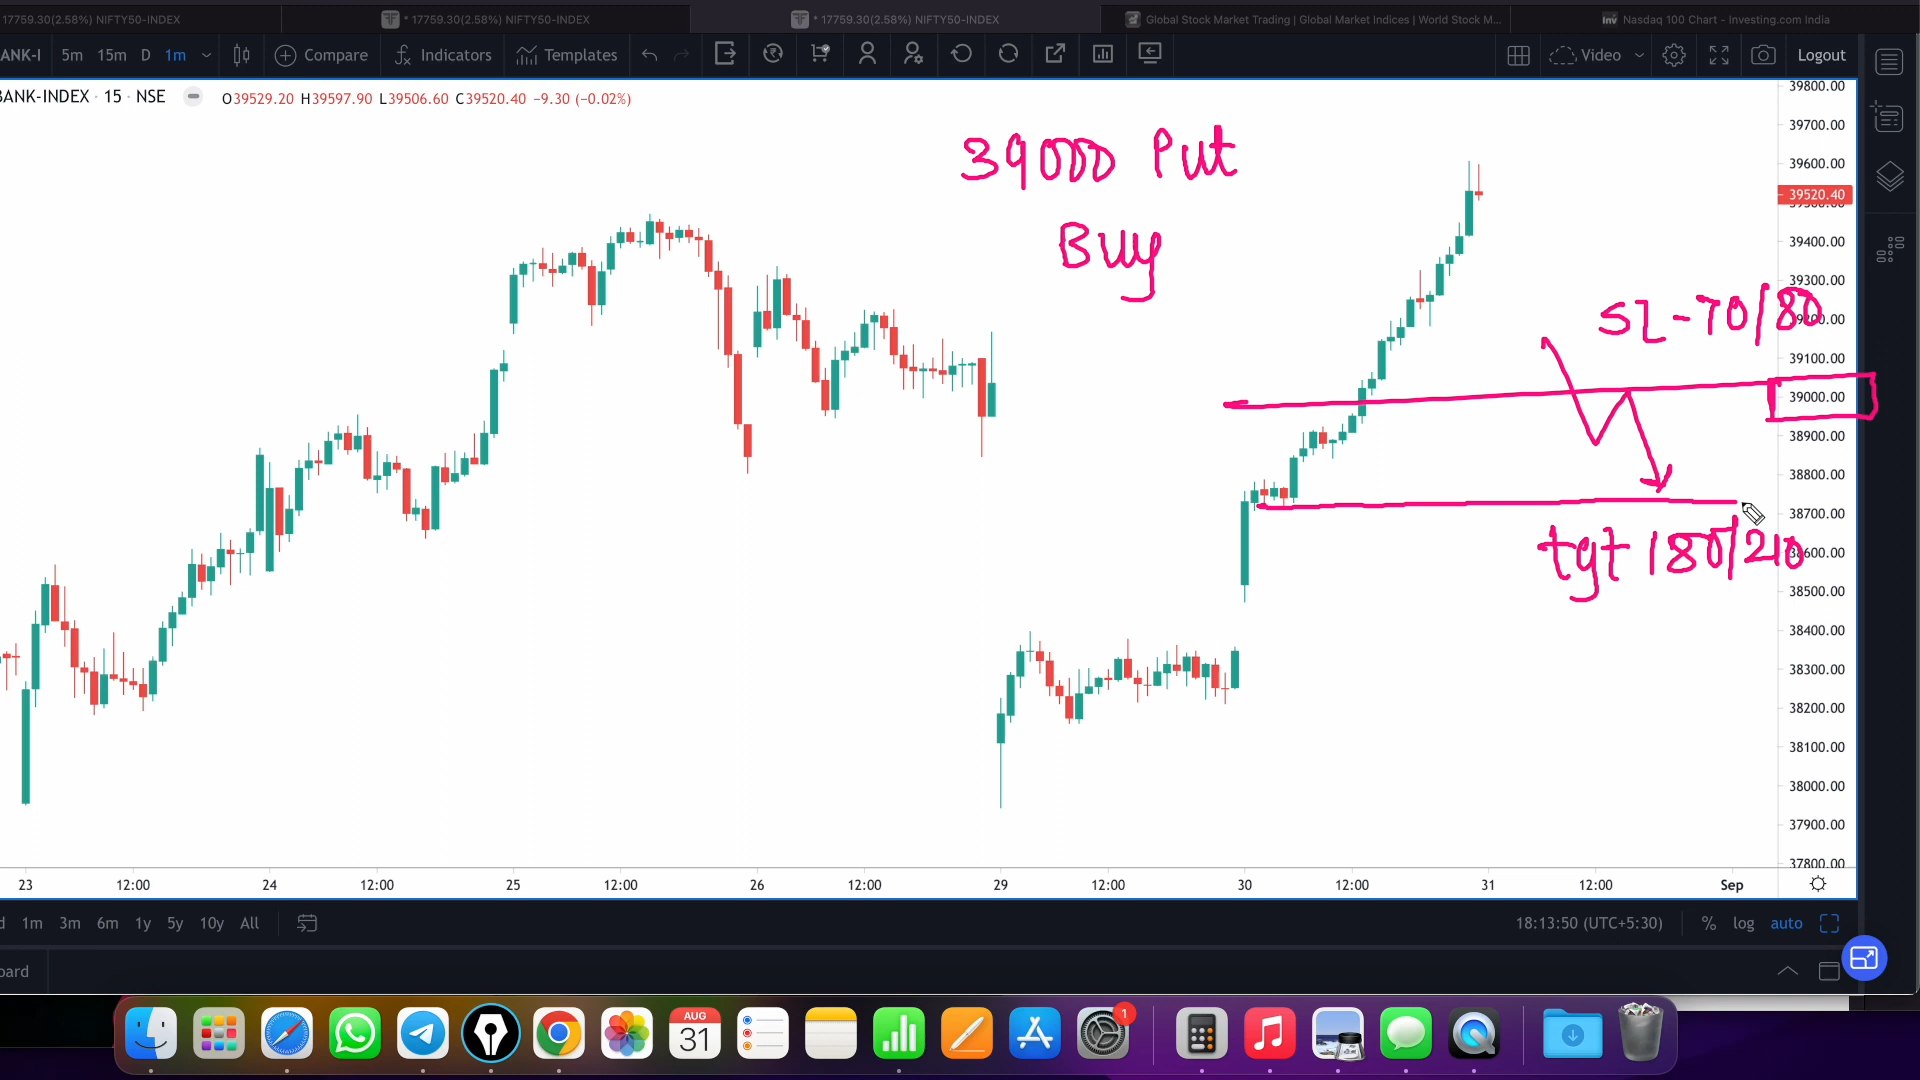 17759.30(2.58%) NIFTY50-INDEX
* 17759.30(2.58%) NIFTY50-INDEX
* 17759.30(2.58%) NIFTY50-INDEX
Global Stock Market Trading | Global Market Indices | World Stock M...
Inv Nasdaq 100 Chart - Investing.com India
ANK-I 5m 15m D 1m Compare Indicators Templates Video Logout
BANK-INDEX · 15 · NSE O39529.20 H39597.90 L39506.60 C39520.40 −9.30 (−0.02%)
39000 Put
Buy
SL-70/80
tgt 180/210
39800.00
39700.00
39600.00
39520.40
39400.00
39300.00
39200.00
39100.00
39000.00
38900.00
38800.00
38700.00
38600.00
38500.00
38400.00
38300.00
38200.00
38100.00
38000.00
37900.00
37800.00
23 12:00 24 12:00 25 12:00 26 12:00 29 12:00 30 12:00 31 12:00 Sep
d 1m 3m 6m 1y 5y 10y All 18:13:50 (UTC+5:30) % log auto
oard
AUG
31
1